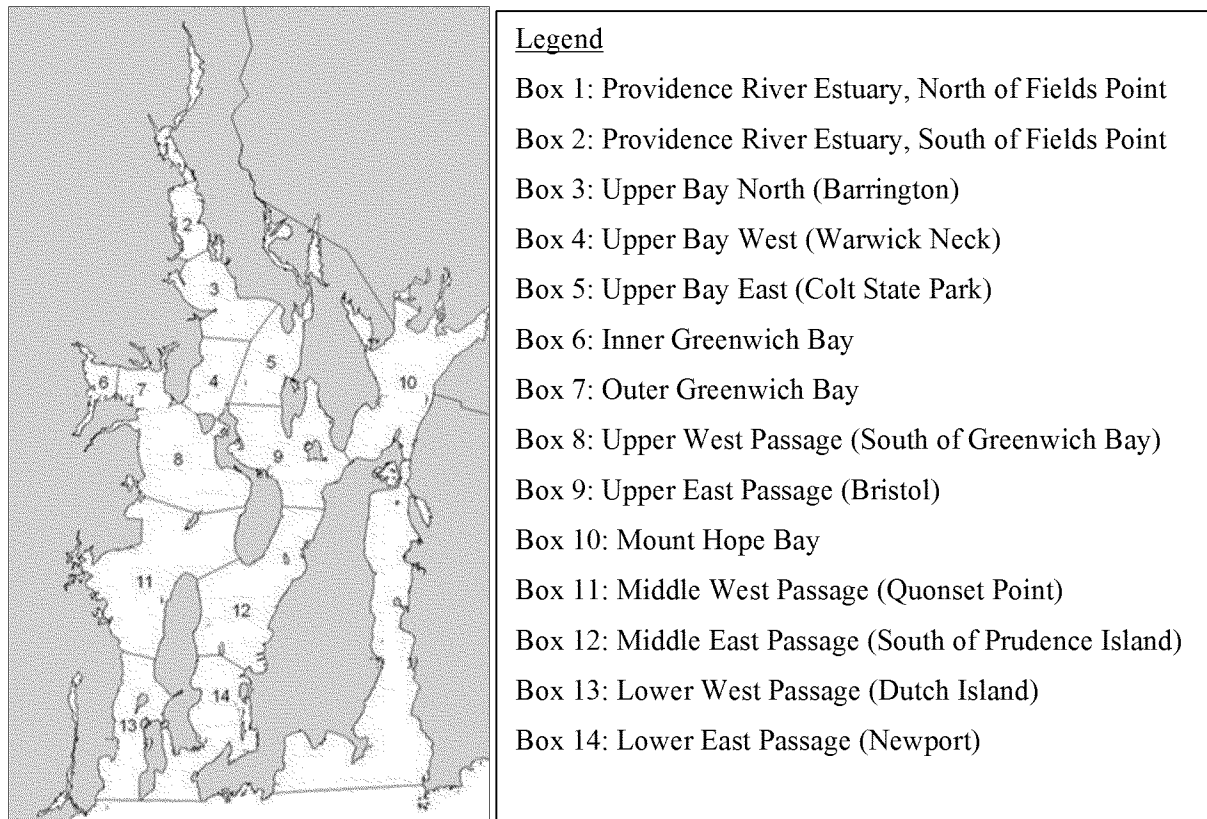 2
3
5
4
10
6
7
9
8
11
12
14
13
Legend
Box 1: Providence River Estuary, North of Fields Point
Box 2: Providence River Estuary, South of Fields Point
Box 3: Upper Bay North (Barrington)
Box 4: Upper Bay West (Warwick Neck)
Box 5: Upper Bay East (Colt State Park)
Box 6: Inner Greenwich Bay
Box 7: Outer Greenwich Bay
Box 8: Upper West Passage (South of Greenwich Bay)
Box 9: Upper East Passage (Bristol)
Box 10: Mount Hope Bay
Box 11: Middle West Passage (Quonset Point)
Box 12: Middle East Passage (South of Prudence Island)
Box 13: Lower West Passage (Dutch Island)
Box 14: Lower East Passage (Newport)